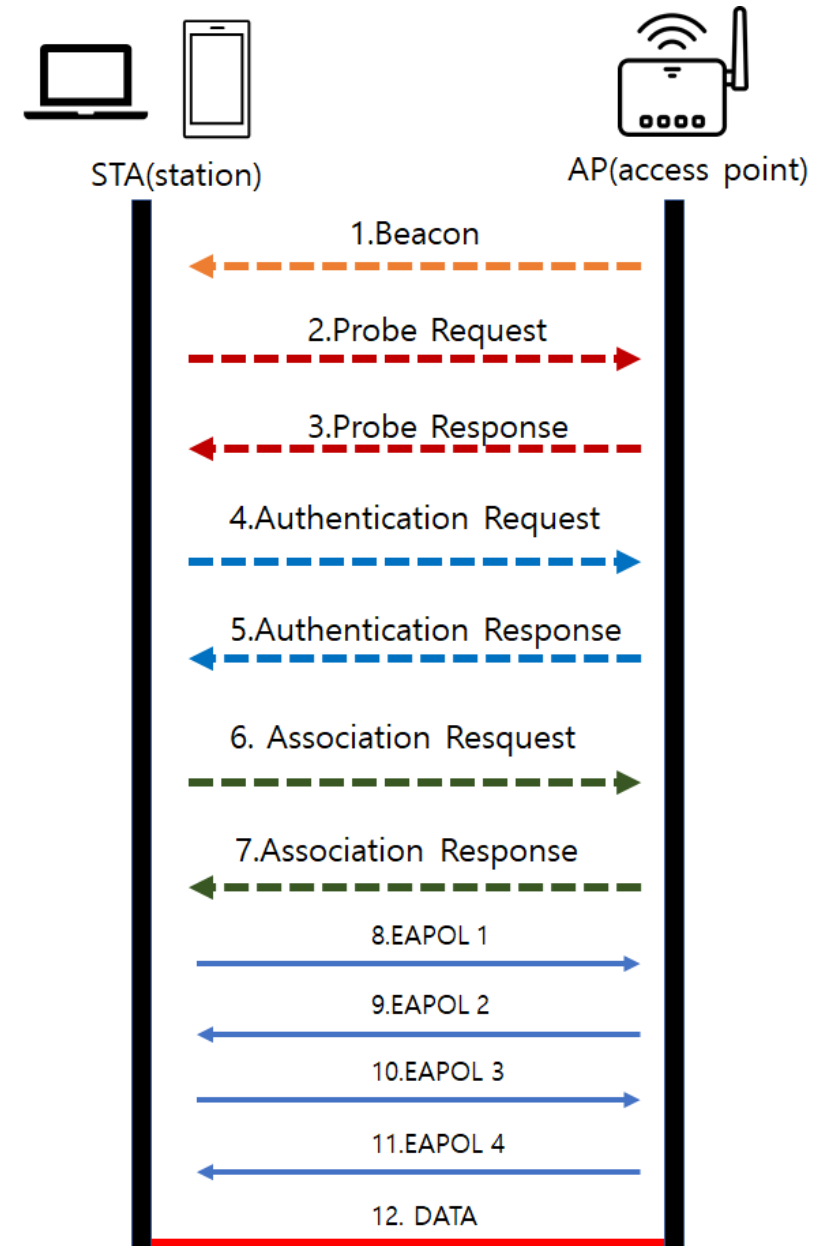 STA(station)
AP(access point)
1.Beacon
2.Probe Request
3.Probe Response
4.Authentication Request
5.Authentication Response
6. Association Resquest
7.Association Response
8.EAPOL 1
9.EAPOL 2
10.EAPOL 3
11.EAPOL 4
12. DATA